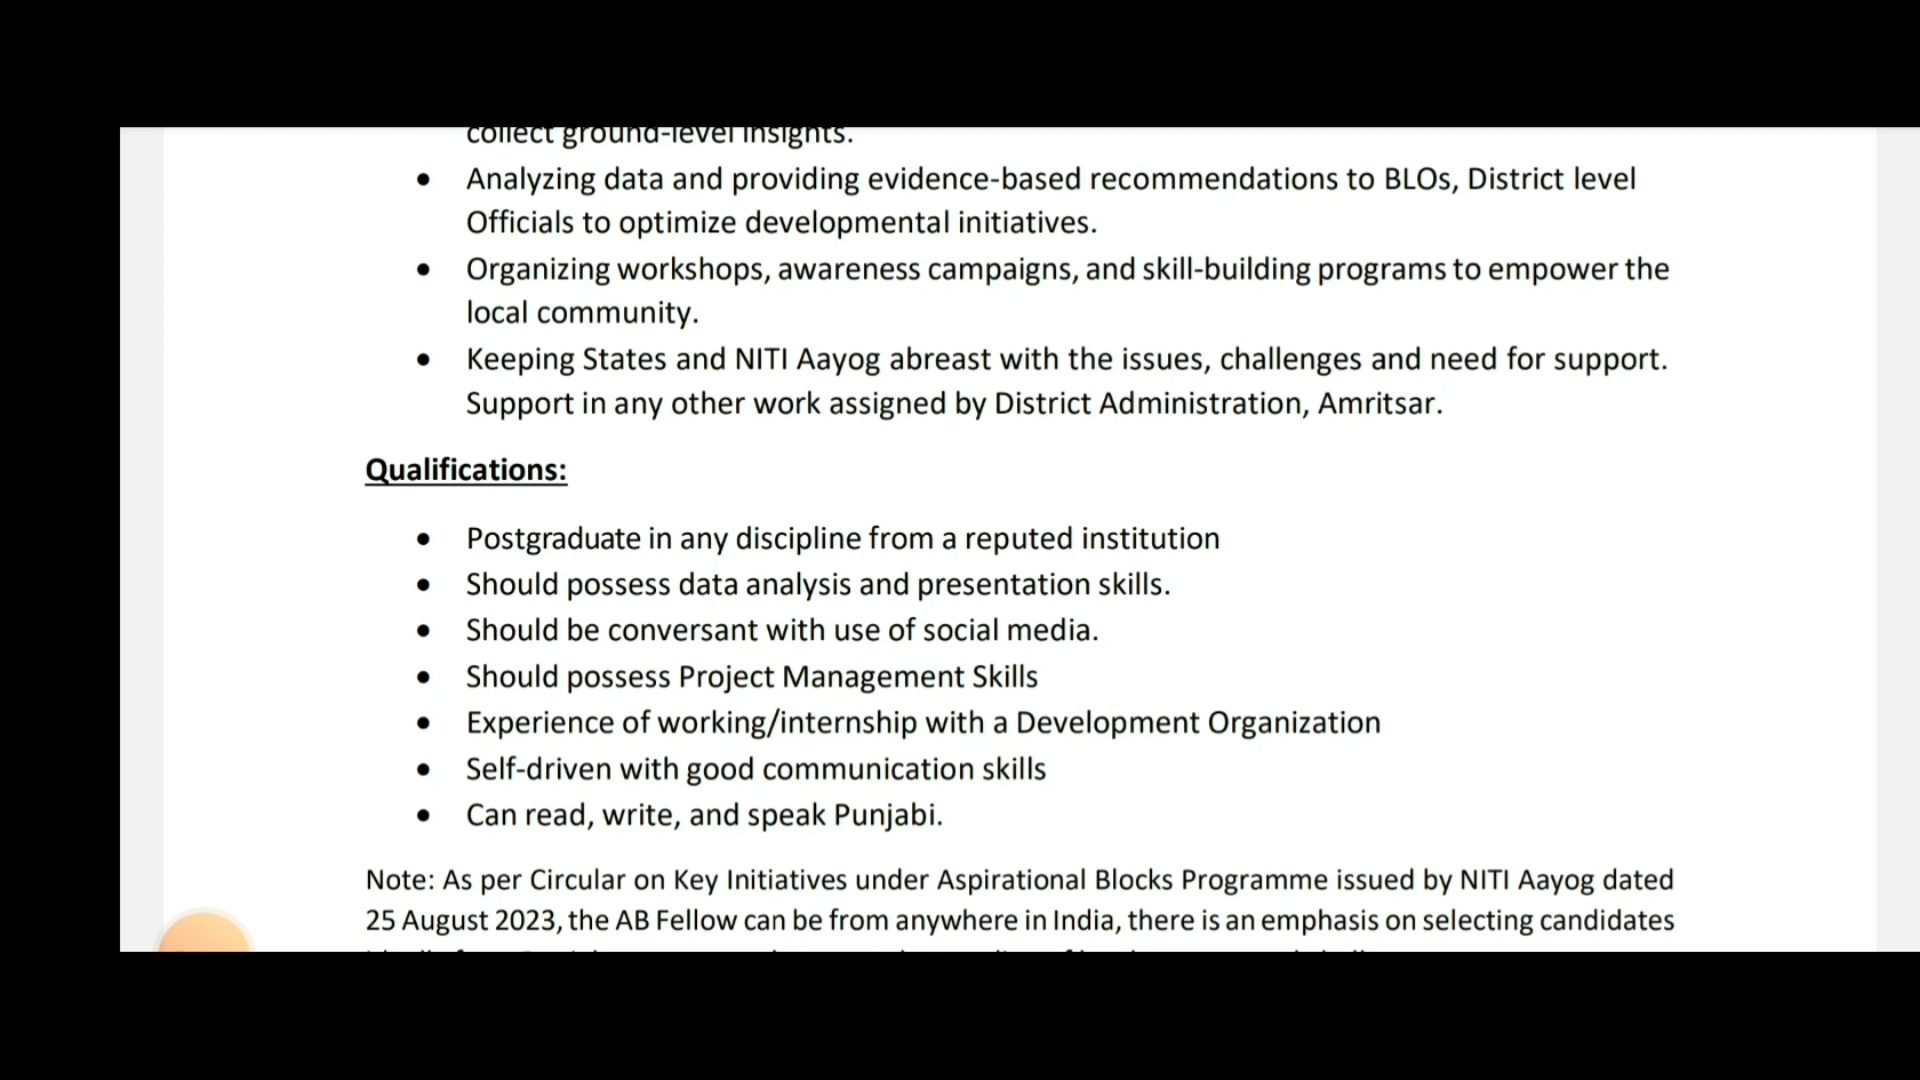 collect ground-level insights.
• Analyzing data and providing evidence-based recommendations to BLOs, District level
Officials to optimize developmental initiatives.
• Organizing workshops, awareness campaigns, and skill-building programs to empower the
local community.
• Keeping States and NITI Aayog abreast with the issues, challenges and need for support.
Support in any other work assigned by District Administration, Amritsar.
Qualifications:
• Postgraduate in any discipline from a reputed institution
• Should possess data analysis and presentation skills.
• Should be conversant with use of social media.
• Should possess Project Management Skills
• Experience of working/internship with a Development Organization
• Self-driven with good communication skills
• Can read, write, and speak Punjabi.
Note: As per Circular on Key Initiatives under Aspirational Blocks Programme issued by NITI Aayog dated
25 August 2023, the AB Fellow can be from anywhere in India, there is an emphasis on selecting candidates